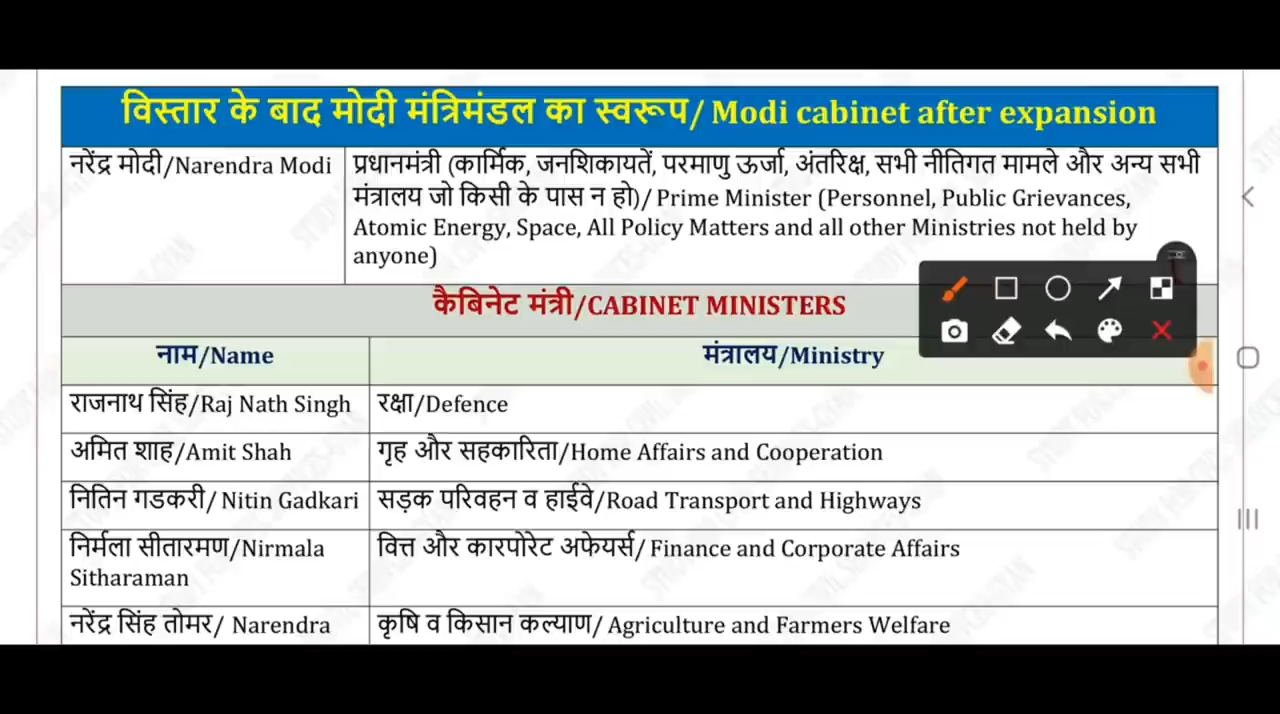 विस्तार के बाद मोदी मंत्रिमंडल का स्वरूप/ Modi cabinet after expansion
नरेंद्र मोदी/Narendra Modi
प्रधानमंत्री (कार्मिक, जनशिकायतें, परमाणु ऊर्जा, अंतरिक्ष, सभी नीतिगत मामले और अन्य सभी
मंत्रालय जो किसी के पास न हो)/ Prime Minister (Personnel, Public Grievances,
Atomic Energy, Space, All Policy Matters and all other Ministries not held by
anyone)
कैबिनेट मंत्री/CABINET MINISTERS
नाम/Name
मंत्रालय/Ministry
राजनाथ सिंह/Raj Nath Singh
रक्षा/Defence
अमित शाह/Amit Shah
गृह और सहकारिता/Home Affairs and Cooperation
नितिन गडकरी/ Nitin Gadkari
सड़क परिवहन व हाईवे/Road Transport and Highways
निर्मला सीतारमण/Nirmala
Sitharaman
वित्त और कारपोरेट अफेयर्स/ Finance and Corporate Affairs
नरेंद्र सिंह तोमर/ Narendra
कृषि व किसान कल्याण/ Agriculture and Farmers Welfare